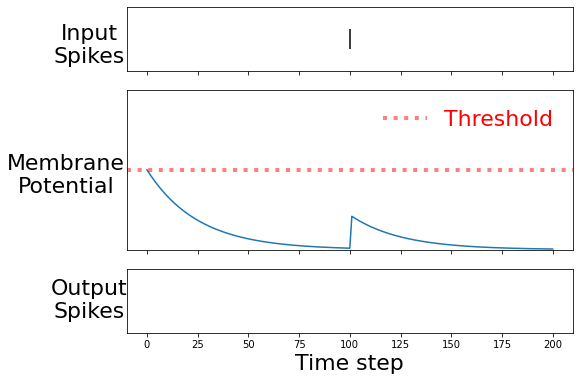 Input
Spikes
Threshold
Membrane
Potential
Output
Spikes
0 25 50 75 100 125 150 175 200
Time step